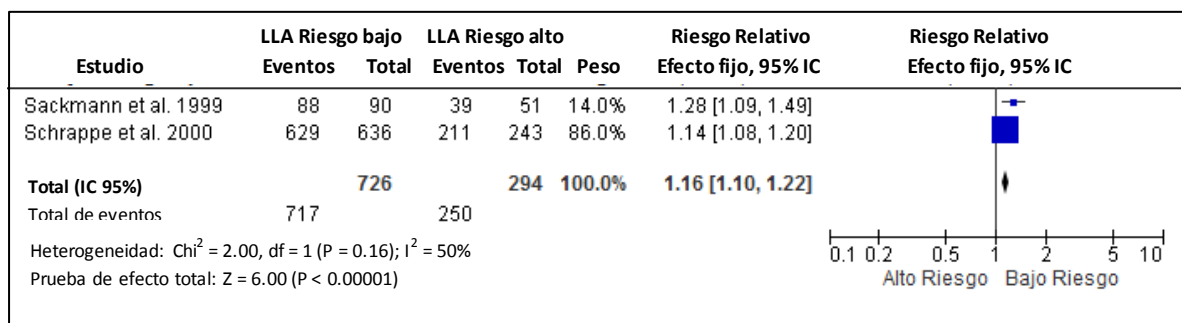 LLA Riesgo bajo LLA Riesgo alto Riesgo Relativo Riesgo Relativo
Estudio Eventos Total Eventos Total Peso Efecto fijo, 95% IC Efecto fijo, 95% IC
Sackmann et al. 1999 88 90 39 51 14.0% 1.28 [1.09, 1.49]
Schrappe et al. 2000 629 636 211 243 86.0% 1.14 [1.08, 1.20]
Total (IC 95%) 726 294 100.0% 1.16 [1.10, 1.22]
Total de eventos 717 250
Heterogeneidad: Chi² = 2.00, df = 1 (P = 0.16); I² = 50%
Prueba de efecto total: Z = 6.00 (P < 0.00001)
0.1 0.2 0.5 1 2 5 10
Alto Riesgo Bajo Riesgo